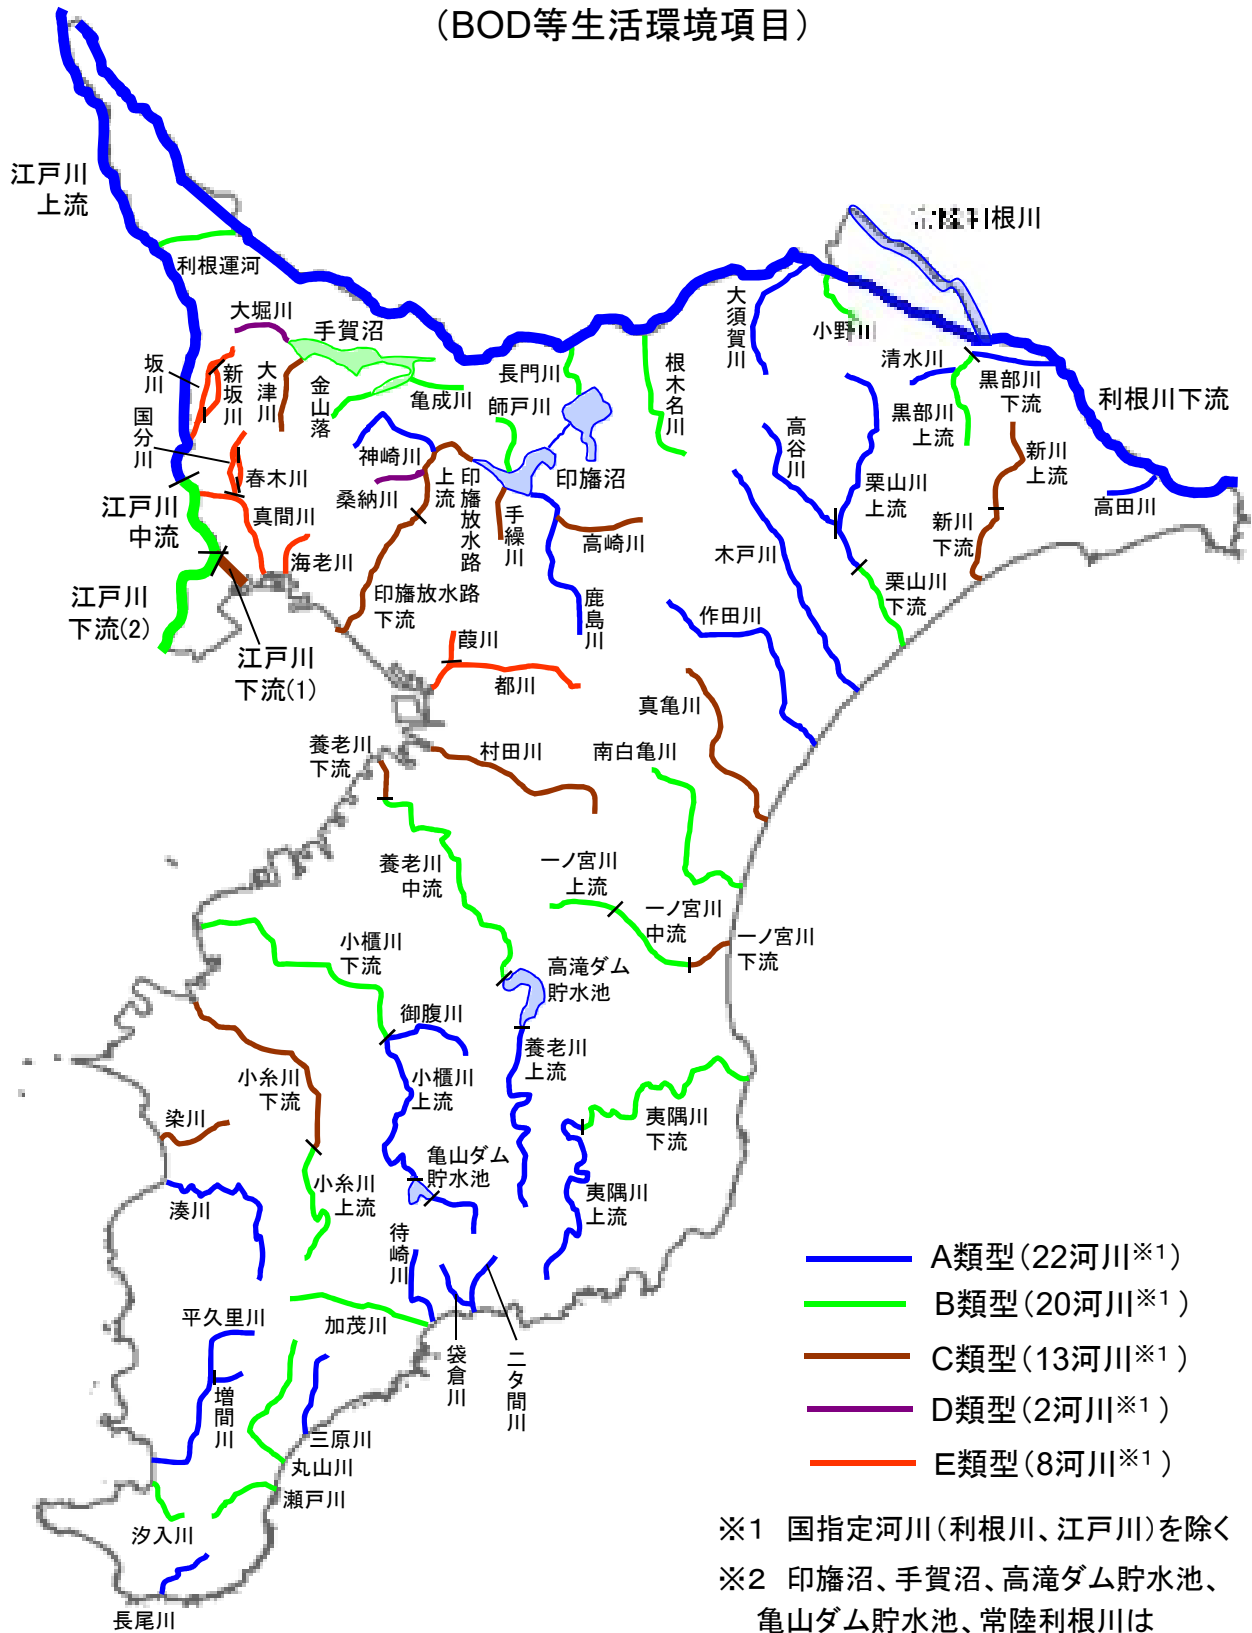 （BOD等生活環境項目）
江戸川
上流
根川
利根運河
大堀川
手賀沼
大須賀川
小野川
清水川
黒部川
下流
黒部川
上流
利根川下流
坂川
新坂川
大津川
金山落
亀成川
長門川
師戸川
根木名川
国分川
春木川
神崎川
桑納川
上流
印旛放水路
印旛沼
高谷川
栗山川
上流
新川
上流
高田川
江戸川
中流
真間川
海老川
手繰川
高崎川
木戸川
新川
下流
江戸川
下流(2)
印旛放水路
下流
鹿島川
作田川
栗山川
下流
江戸川
下流(1)
葭川
都川
真亀川
養老川
下流
村田川
南白亀川
養老川
中流
一ノ宮川
上流
一ノ宮川
中流
一ノ宮川
下流
小櫃川
下流
高滝ダム
貯水池
御腹川
養老川
上流
小糸川
下流
小櫃川
上流
染川
夷隅川
下流
亀山ダム
貯水池
湊川
小糸川
上流
夷隅川
上流
待崎川
平久里川
加茂川
袋倉川
二タ間川
増間川
三原川
丸山川
瀬戸川
汐入川
長尾川
A類型（22河川※1）
B類型（20河川※1）
C類型（13河川※1）
D類型（2河川※1）
E類型（8河川※1）
※1 国指定河川（利根川、江戸川）を除く
※2 印旛沼、手賀沼、高滝ダム貯水池、
亀山ダム貯水池、常陸利根川は